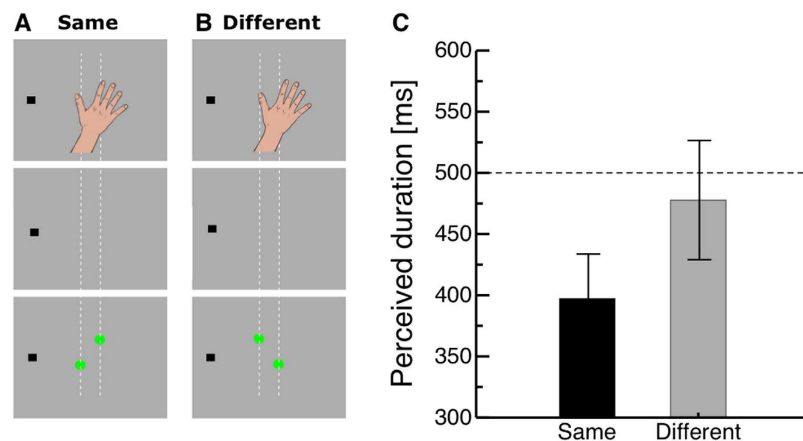 A Same
B Different
C
Perceived duration [ms]
600
550
500
450
400
350
300
Same Different